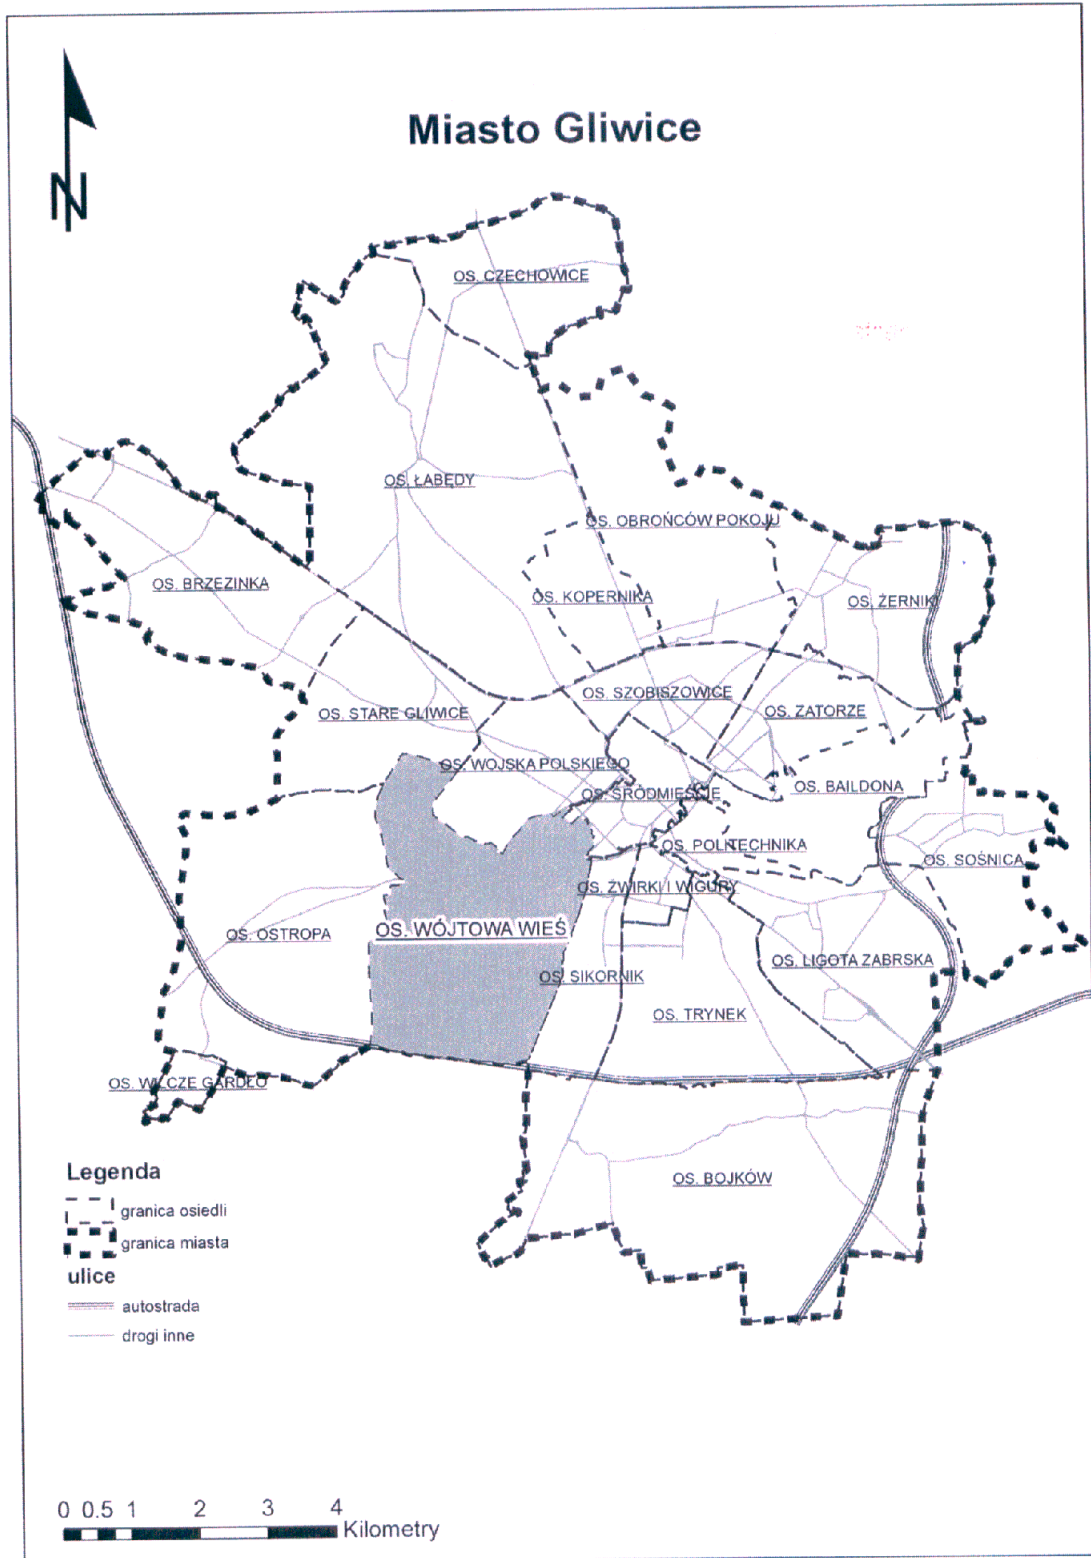 Miasto Gliwice
N
OS. CZECHOWICE
OS. ŁABĘDY
OS. OBROŃCÓW POKOJU
OS. BRZEZINKA
OS. KOPERNIKA
OS. ŻERNIKI
OS. SZOBISZOWICE
OS. STARE GLIWICE
OS. ZATORZE
OS. WOJSKA POLSKIEGO
OS. BAILDONA
OS. ŚRÓDMIEŚCIE
OS. POLITECHNIKA
OS. SOŚNICA
OS. ŻWIRKI I WIGURY
OS. OSTROPA
OS. WÓJTOWA WIEŚ
OS. LIGOTA ZABRSKA
OS. SIKORNIK
OS. TRYNEK
OS. WILCZE GARDŁO
OS. BOJKÓW
Legenda
granica osiedli
granica miasta
ulice
autostrada
drogi inne
0 0.5 1 2 3 4
Kilometry